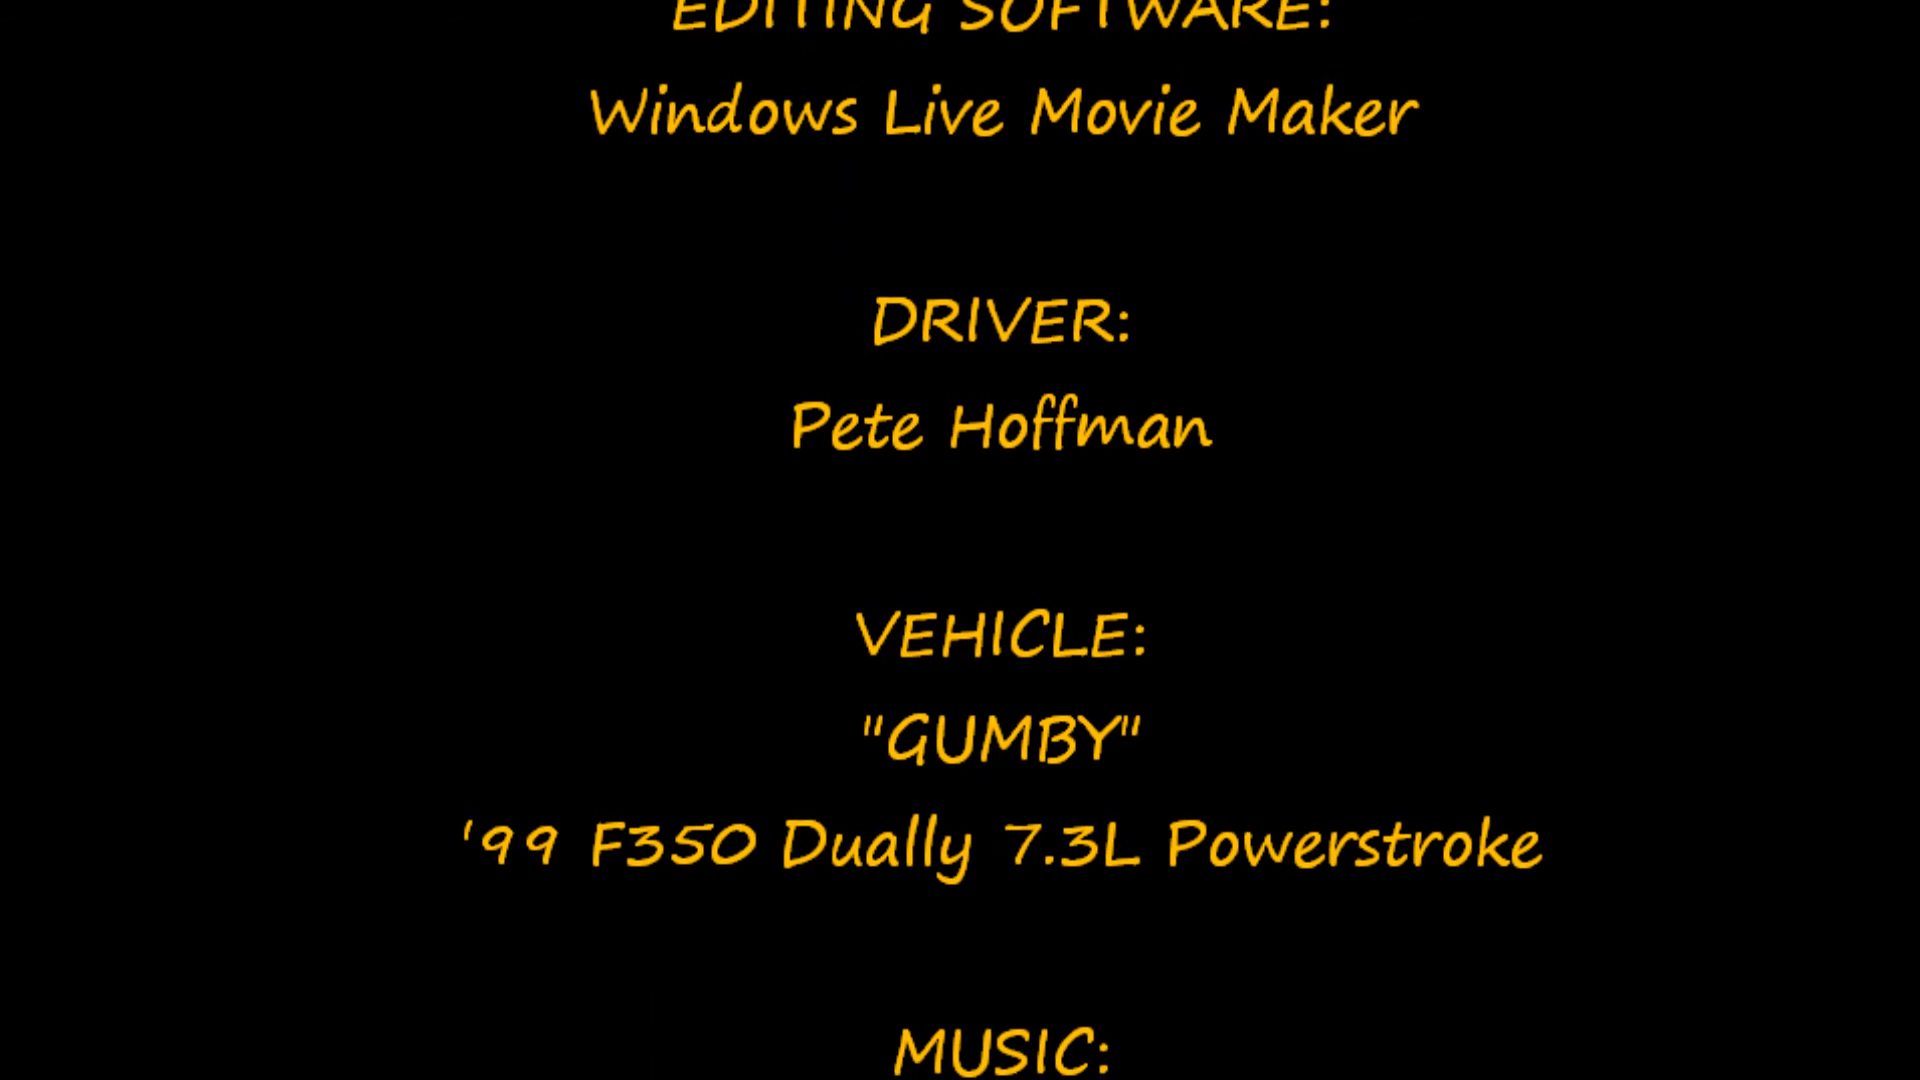 EDITING SOFTWARE:
Windows Live Movie Maker
DRIVER:
Pete Hoffman
VEHICLE:
"GUMBY"
'99 F350 Dually 7.3L Powerstroke
MUSIC: